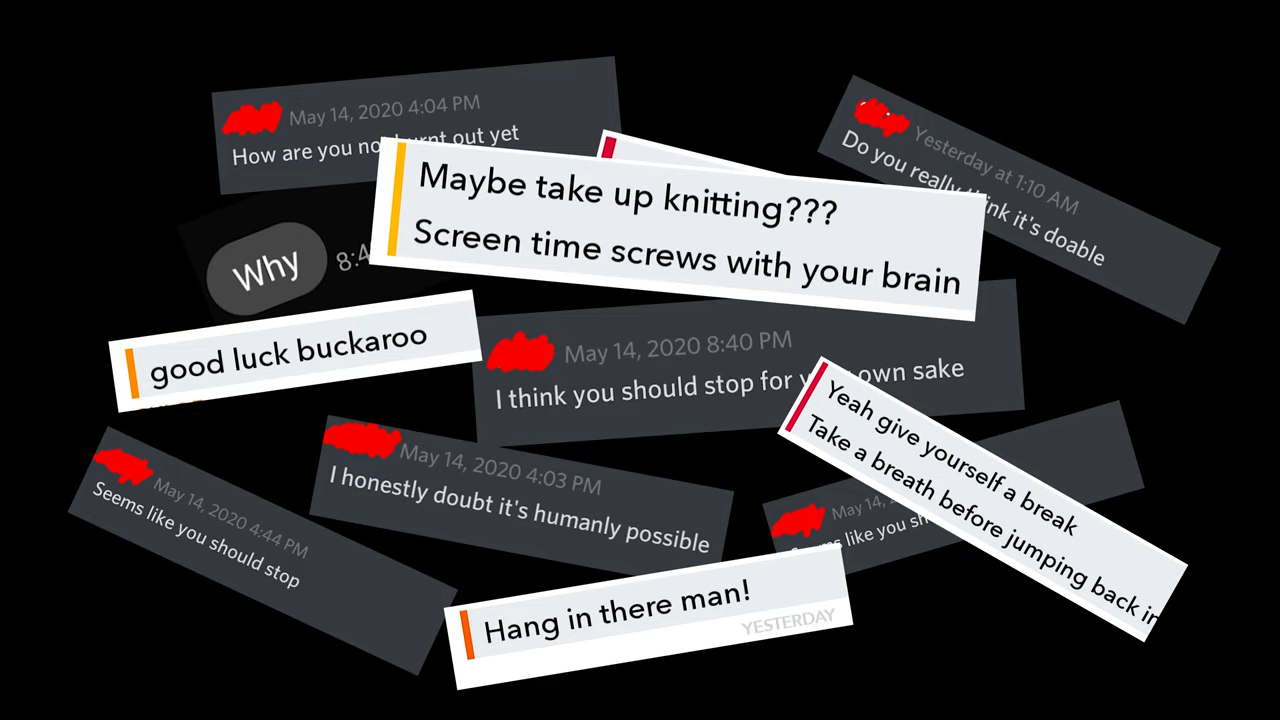 May 14, 2020 4:04 PM
How are you burnt out yet
Yesterday at 1:10 AM
Do you really it's doable
Maybe take up knitting???
Screen time screws with your brain
Why
good luck buckaroo
May 14, 2020 8:40 PM
I think you should stop for own sake
Yeah give yourself a break
Take a breath before jumping back in
May 14, 2020 4:03 PM
I honestly doubt it's humanly possible
May 14, 2020 4:44 PM
Seems like you should stop
May 14,
like you
Hang in there man!
YESTERDAY